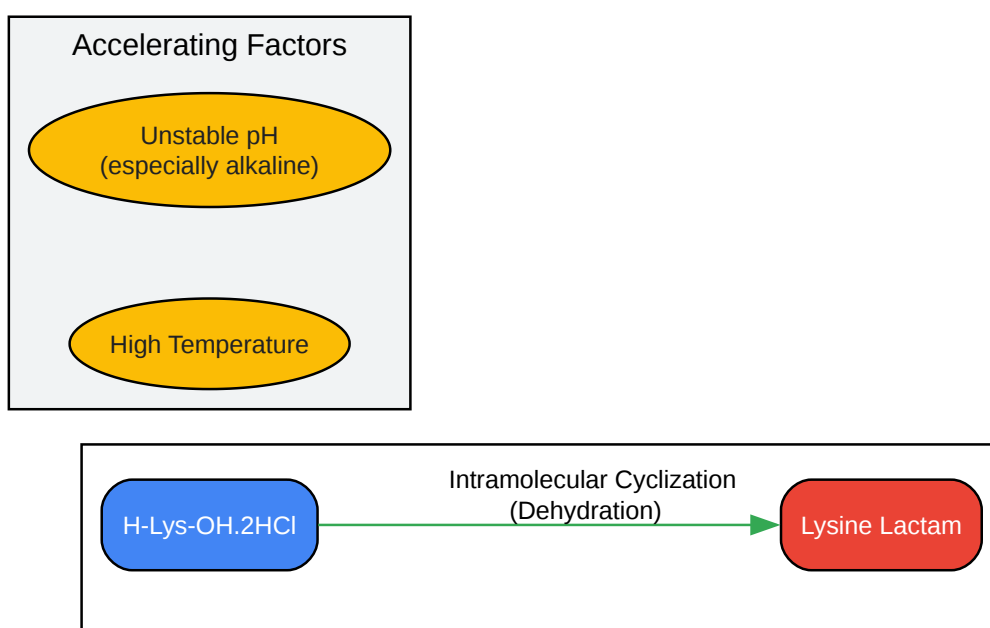 Accelerating Factors
Unstable pH
(especially alkaline)
High Temperature
Intramolecular Cyclization
(Dehydration)
H-Lys-OH.2HCl
Lysine Lactam